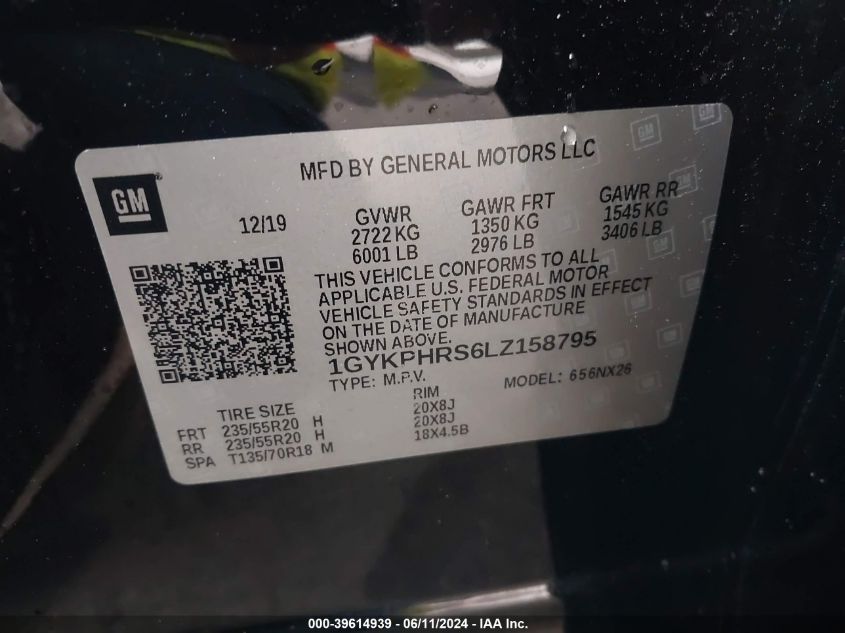 MFD BY GENERAL MOTORS LLC
GM
12/19
GVWR
2722 KG
6001 LB
GAWR FRT
1350 KG
2976 LB
GAWR RR
1545 KG
3406 LB
THIS VEHICLE CONFORMS TO ALL
APPLICABLE U.S. FEDERAL MOTOR
VEHICLE SAFETY STANDARDS IN EFFECT
ON THE DATE OF MANUFACTURE
SHOWN ABOVE.
1GYKPHRS6LZ158795
TYPE: M.P.V. MODEL: 656NX26
TIRE SIZE RIM
FRT 235/55R20 H 20X8J
RR 235/55R20 H 20X8J
SPA T135/70R18 M 18X4.5B
000-39614939 - 06/11/2024 - IAA Inc.